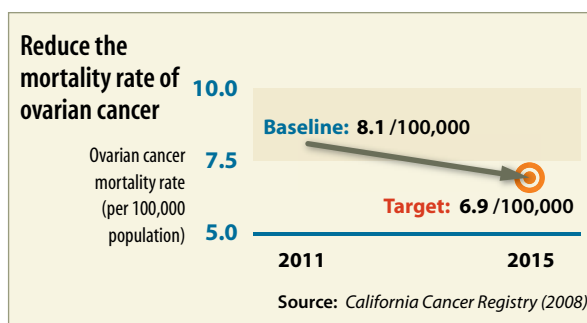 Reduce the
mortality rate of
ovarian cancer
Ovarian cancer
mortality rate
(per 100,000
population)
10.0
7.5
5.0
Baseline: 8.1 /100,000
Target: 6.9 /100,000
2011 2015
Source: California Cancer Registry (2008)